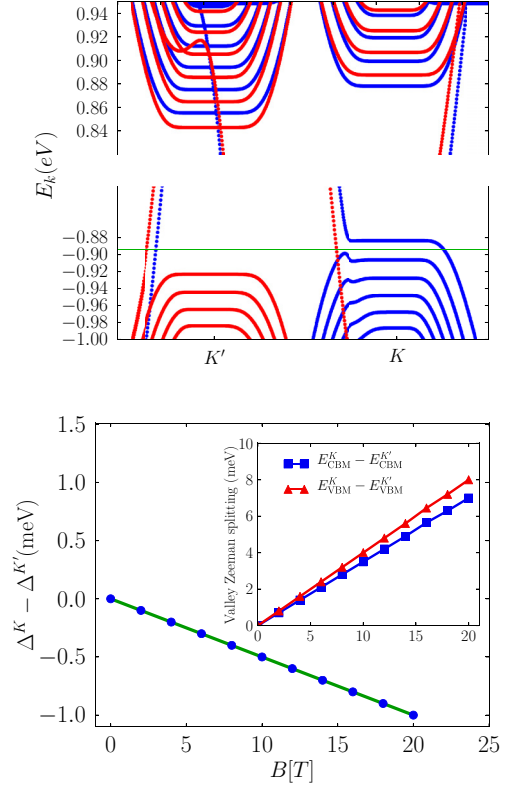 0.94
0.92
0.90
0.88
0.86
0.84
E_k(eV)
−0.88
−0.90
−0.92
−0.94
−0.96
−0.98
−1.00
K′ K
1.5
1.0
0.5
0.0
−0.5
−1.0
Δ^K − Δ^{K′}(meV)
0 5 10 15 20 25
B[T]
10
8
6
4
2
0
Valley Zeeman splitting (meV)
E^K_CBM − E^{K′}_CBM
E^K_VBM − E^{K′}_VBM
0 5 10 15 20